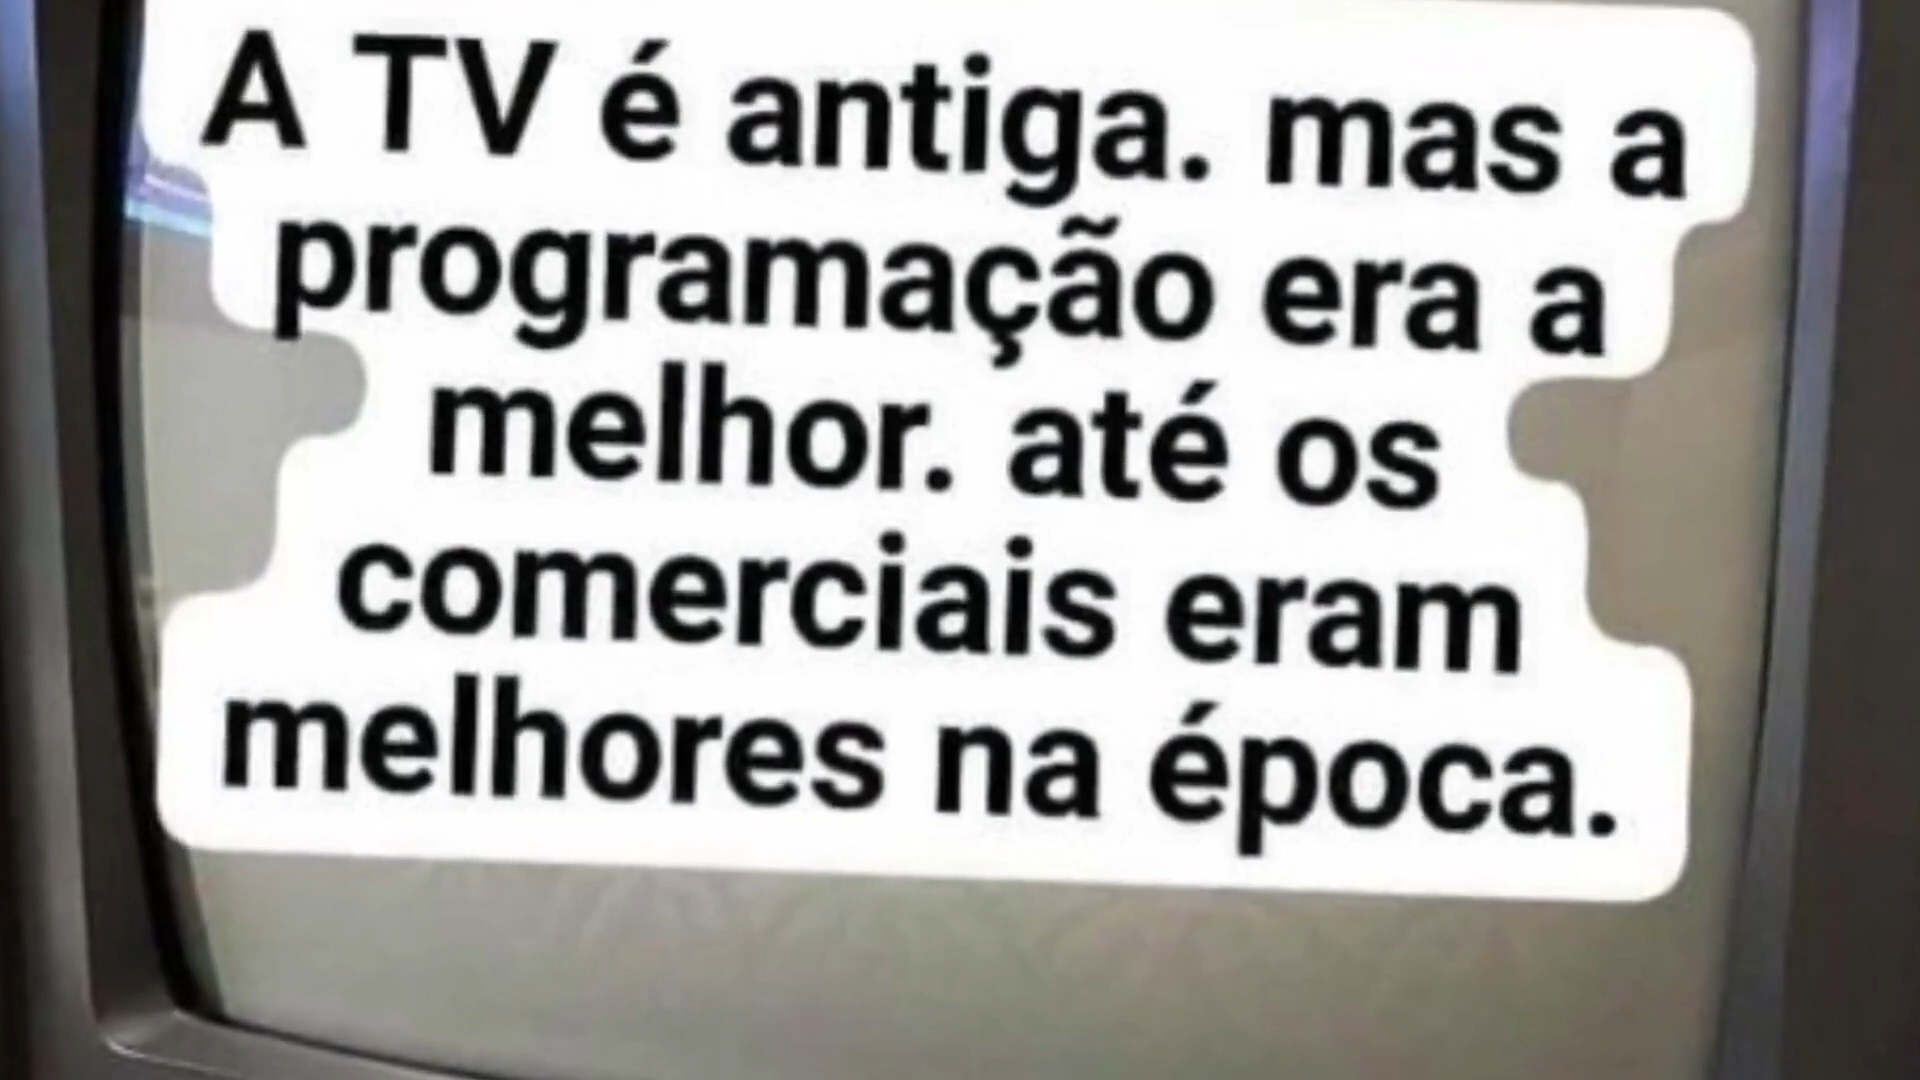 A TV é antiga. mas a
programação era a
melhor. até os
comerciais eram
melhores na época.